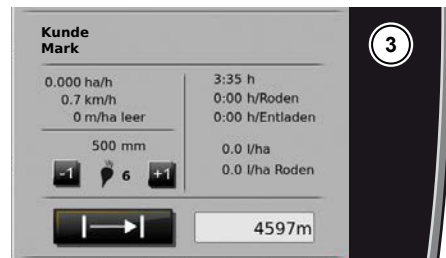 Kunde
Mark
3
0.000 ha/h
0.7 km/h
0 m/ha leer
3:35 h
0:00 h/Roden
0:00 h/Entladen
500 mm
-1
6
+1
0.0 l/ha
0.0 l/ha Roden
4597m